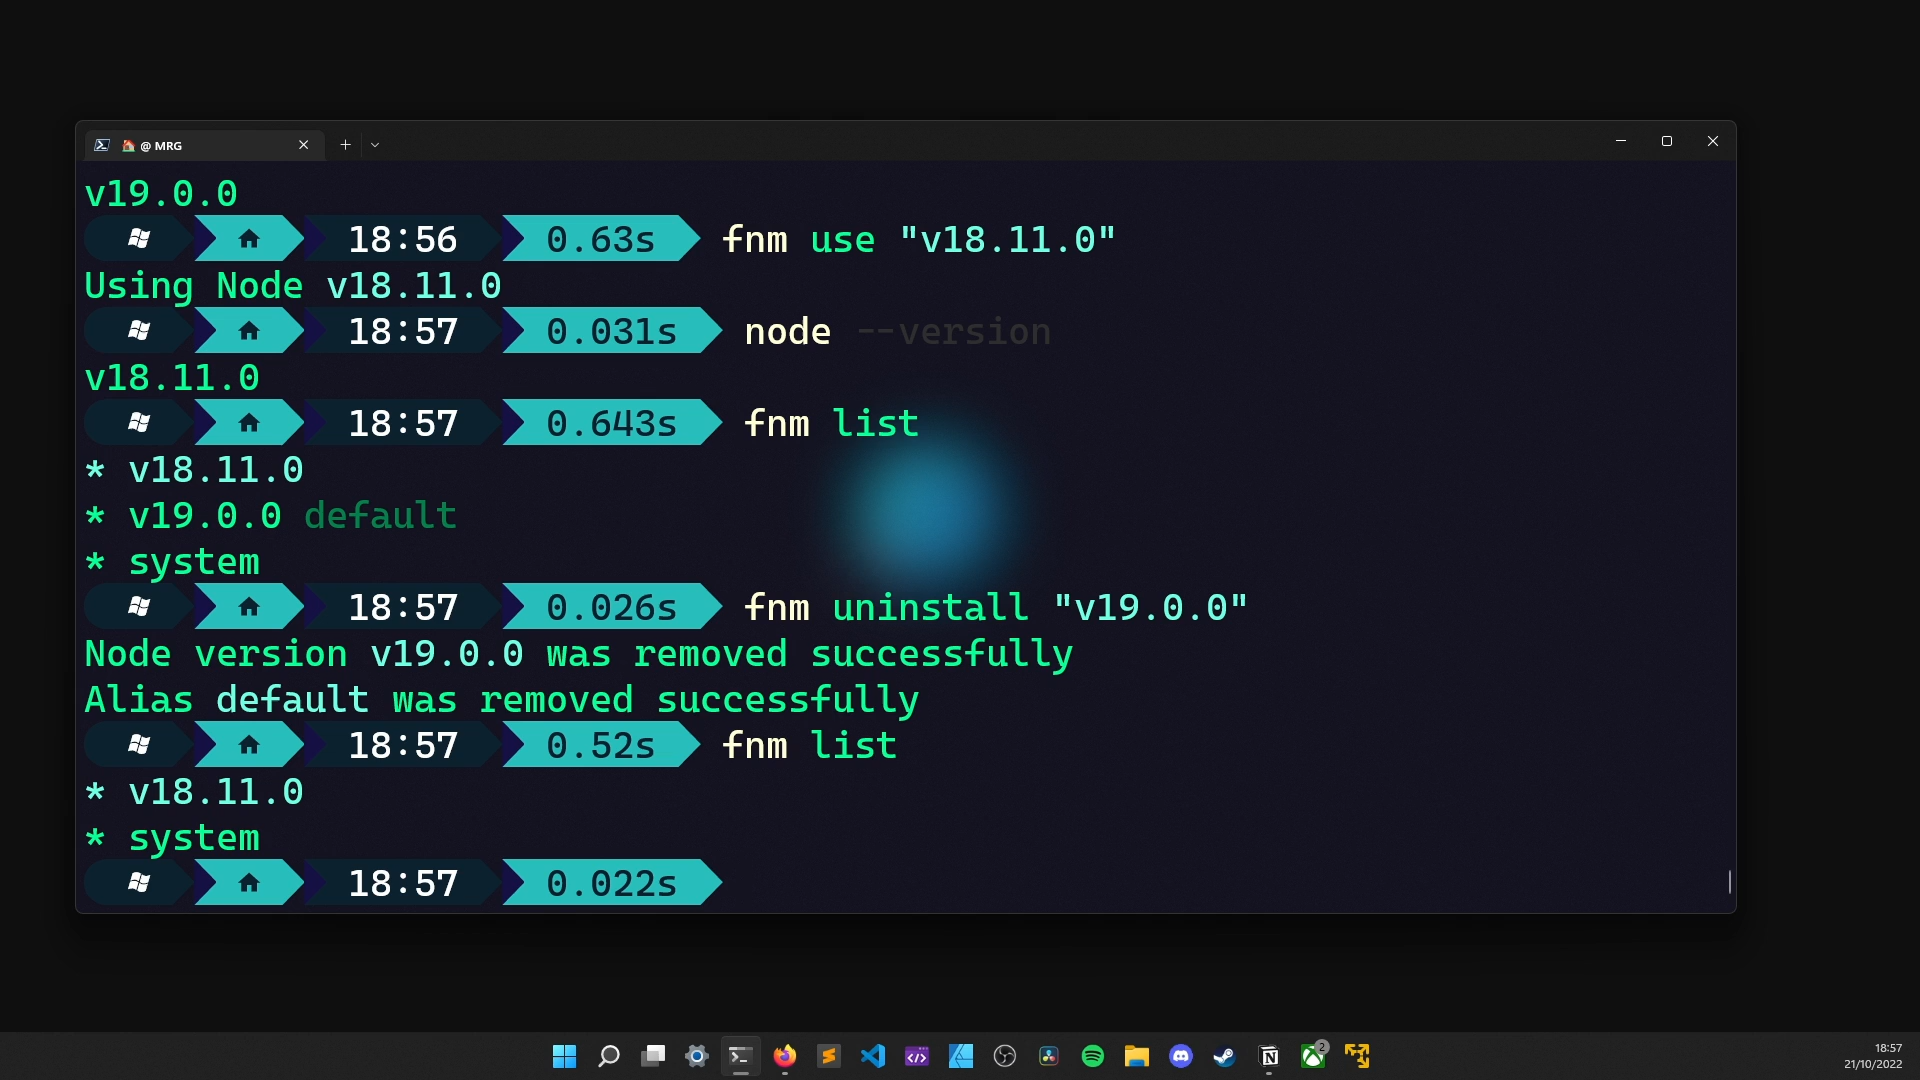 @ MRG
v19.0.0
18:56 0.63s fnm use "v18.11.0"
Using Node v18.11.0
18:57 0.031s node --version
v18.11.0
18:57 0.643s fnm list
* v18.11.0
* v19.0.0 default
* system
18:57 0.026s fnm uninstall "v19.0.0"
Node version v19.0.0 was removed successfully
Alias default was removed successfully
18:57 0.52s fnm list
* v18.11.0
* system
18:57 0.022s
2
18:57
21/10/2022